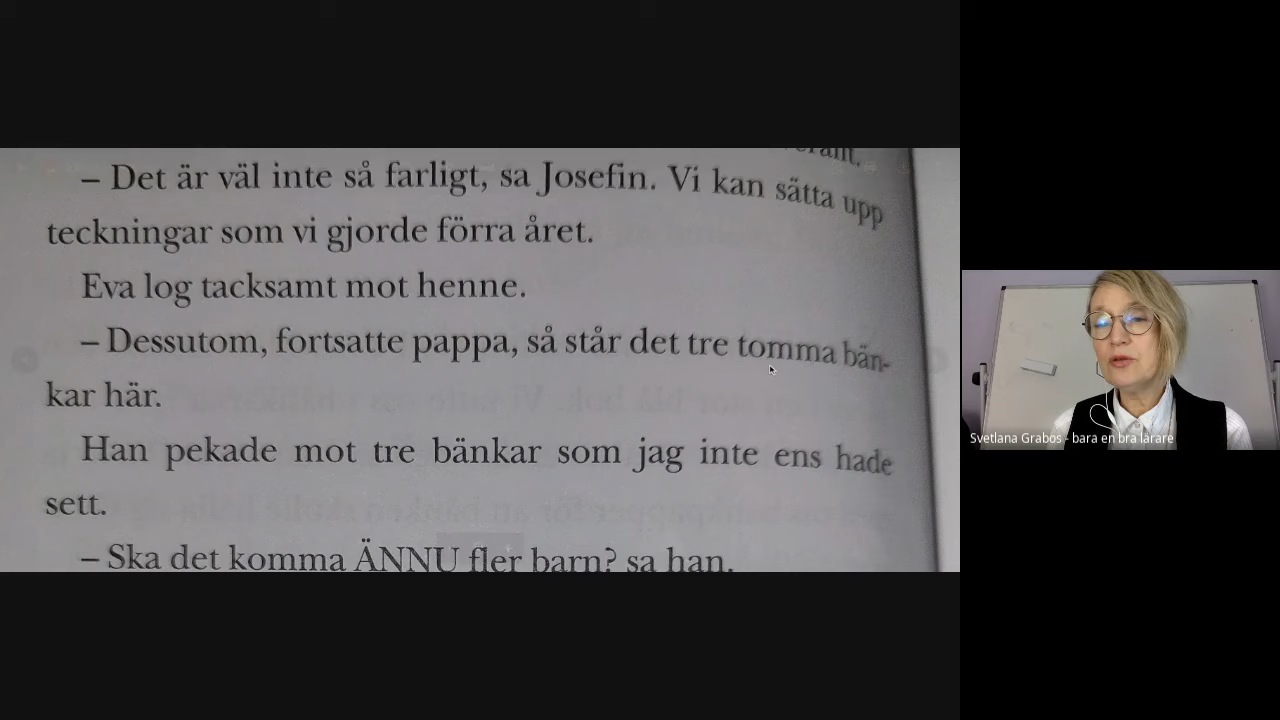 – Det är väl inte så farligt, sa Josefin. Vi kan sätta upp
teckningar som vi gjorde förra året.
Eva log tacksamt mot henne.
– Dessutom, fortsatte pappa, så står det tre tomma bän-
kar här.
Han pekade mot tre bänkar som jag inte ens hade
sett.
– Ska det komma ÄNNU fler barn? sa han.
Svetlana Grabos - bara en bra lärare